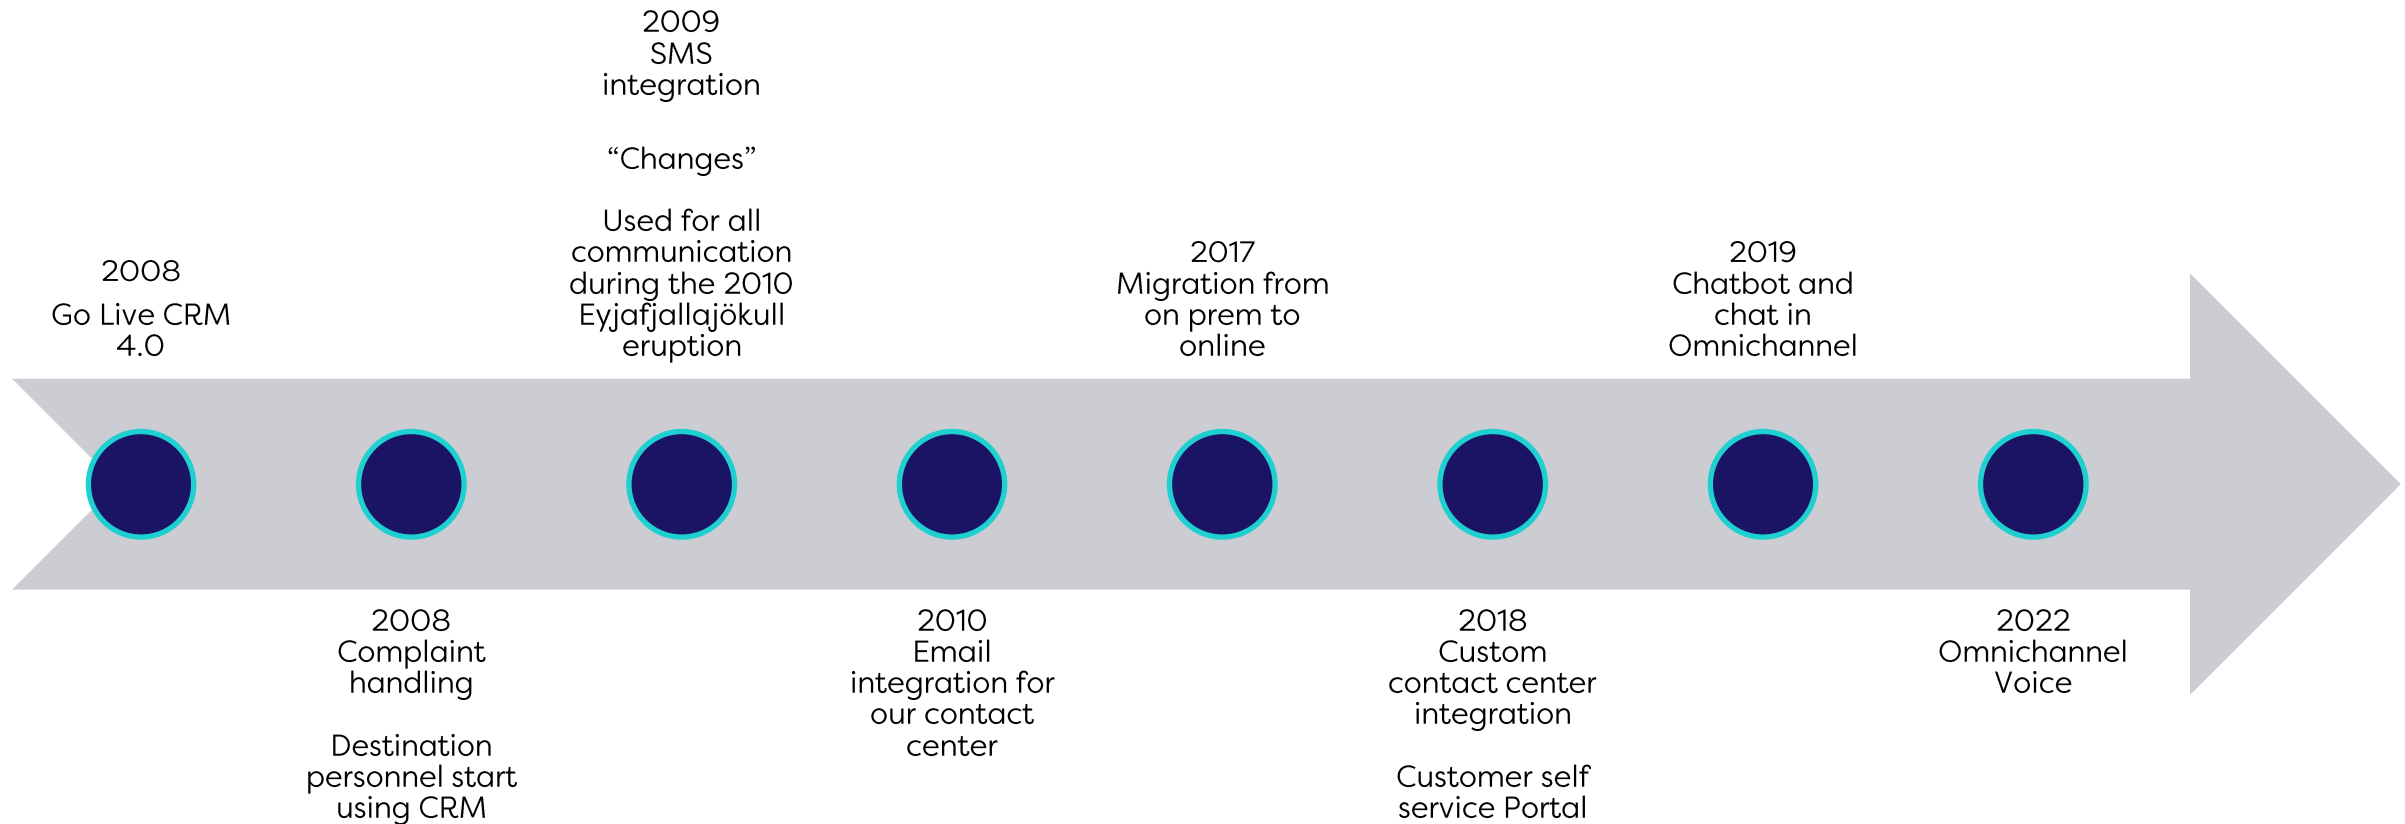 2008
Go Live CRM
4.0
2008
Complaint
handling
Destination
personnel start
using CRM
2009
SMS
integration
“Changes”
Used for all
communication
during the 2010
Eyjafjallajökull
eruption
2010
Email
integration for
our contact
center
2017
Migration from
on prem to
online
2018
Custom
contact center
integration
Customer self
service Portal
2019
Chatbot and
chat in
Omnichannel
2022
Omnichannel
Voice